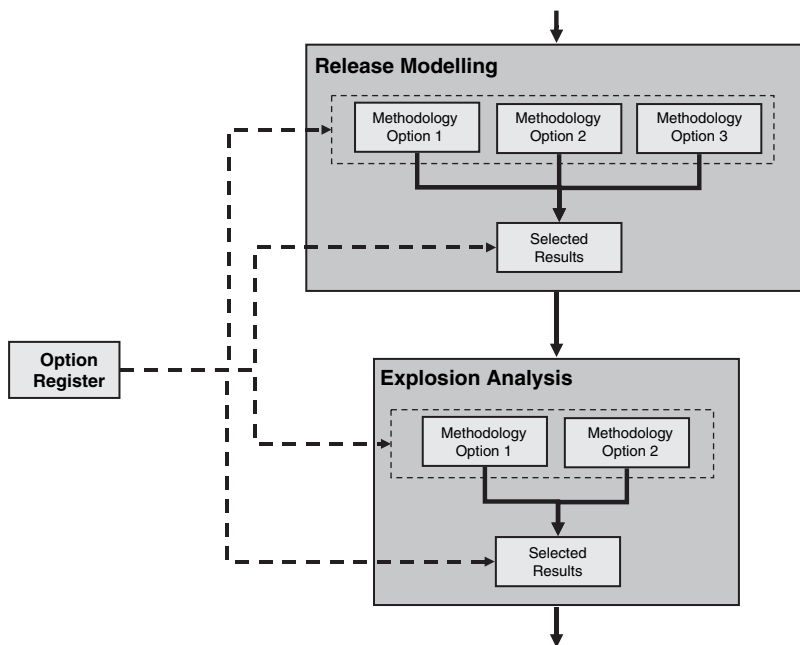 Release Modelling
Methodology
Option 1
Methodology
Option 2
Methodology
Option 3
Selected
Results
Option
Register
Explosion Analysis
Methodology
Option 1
Methodology
Option 2
Selected
Results